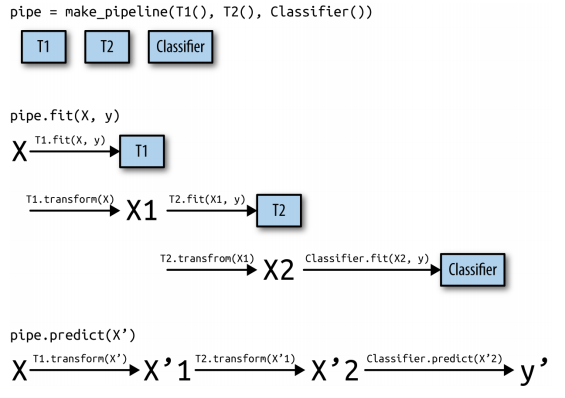 pipe = make_pipeline(T1(), T2(), Classifier())
T1 T2 Classifier
pipe.fit(X, y)
X T1.fit(X, y) T1
T1.transform(X) X1 T2.fit(X1, y) T2
T2.transfrom(X1) X2 Classifier.fit(X2, y) Classifier
pipe.predict(X’)
X T1.transform(X’) X’1 T2.transform(X’1) X’2 Classifier.predict(X’2) y’